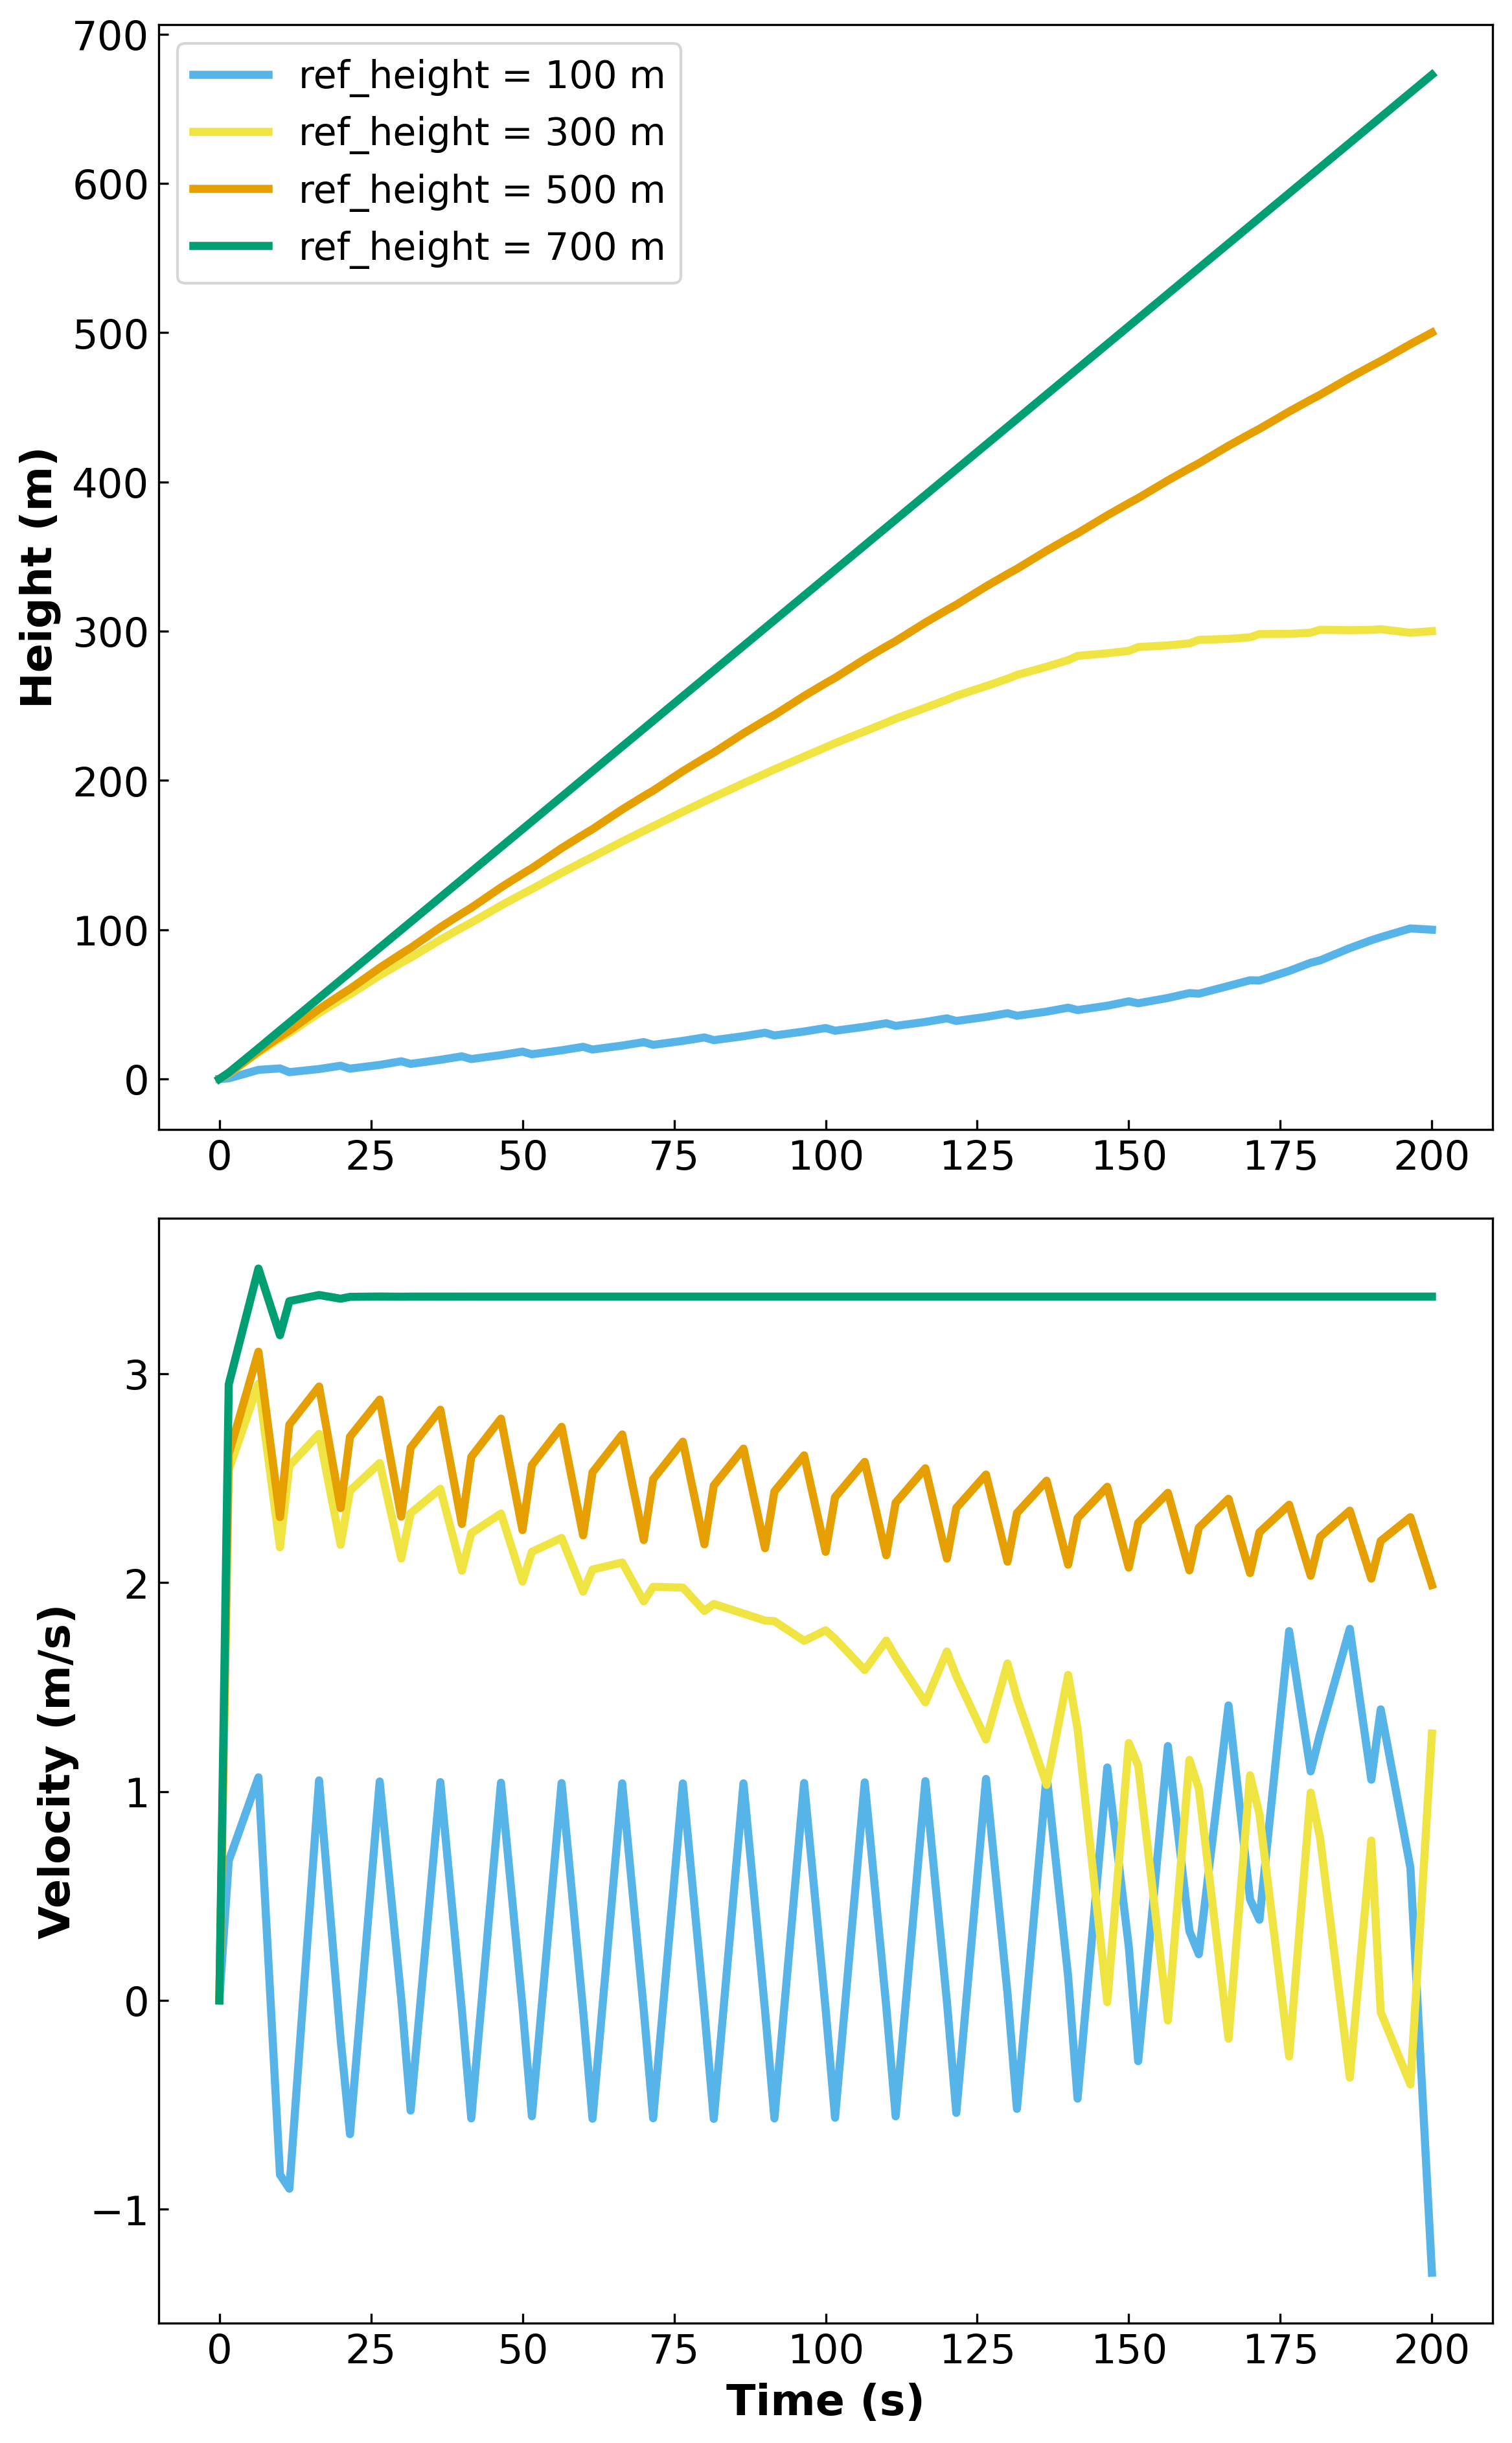 700
600
500
400
300
200
100
0
Height (m)
ref_height = 100 m
ref_height = 300 m
ref_height = 500 m
ref_height = 700 m
0 25 50 75 100 125 150 175 200
3
2
1
0
−1
Velocity (m/s)
0 25 50 75 100 125 150 175 200
Time (s)